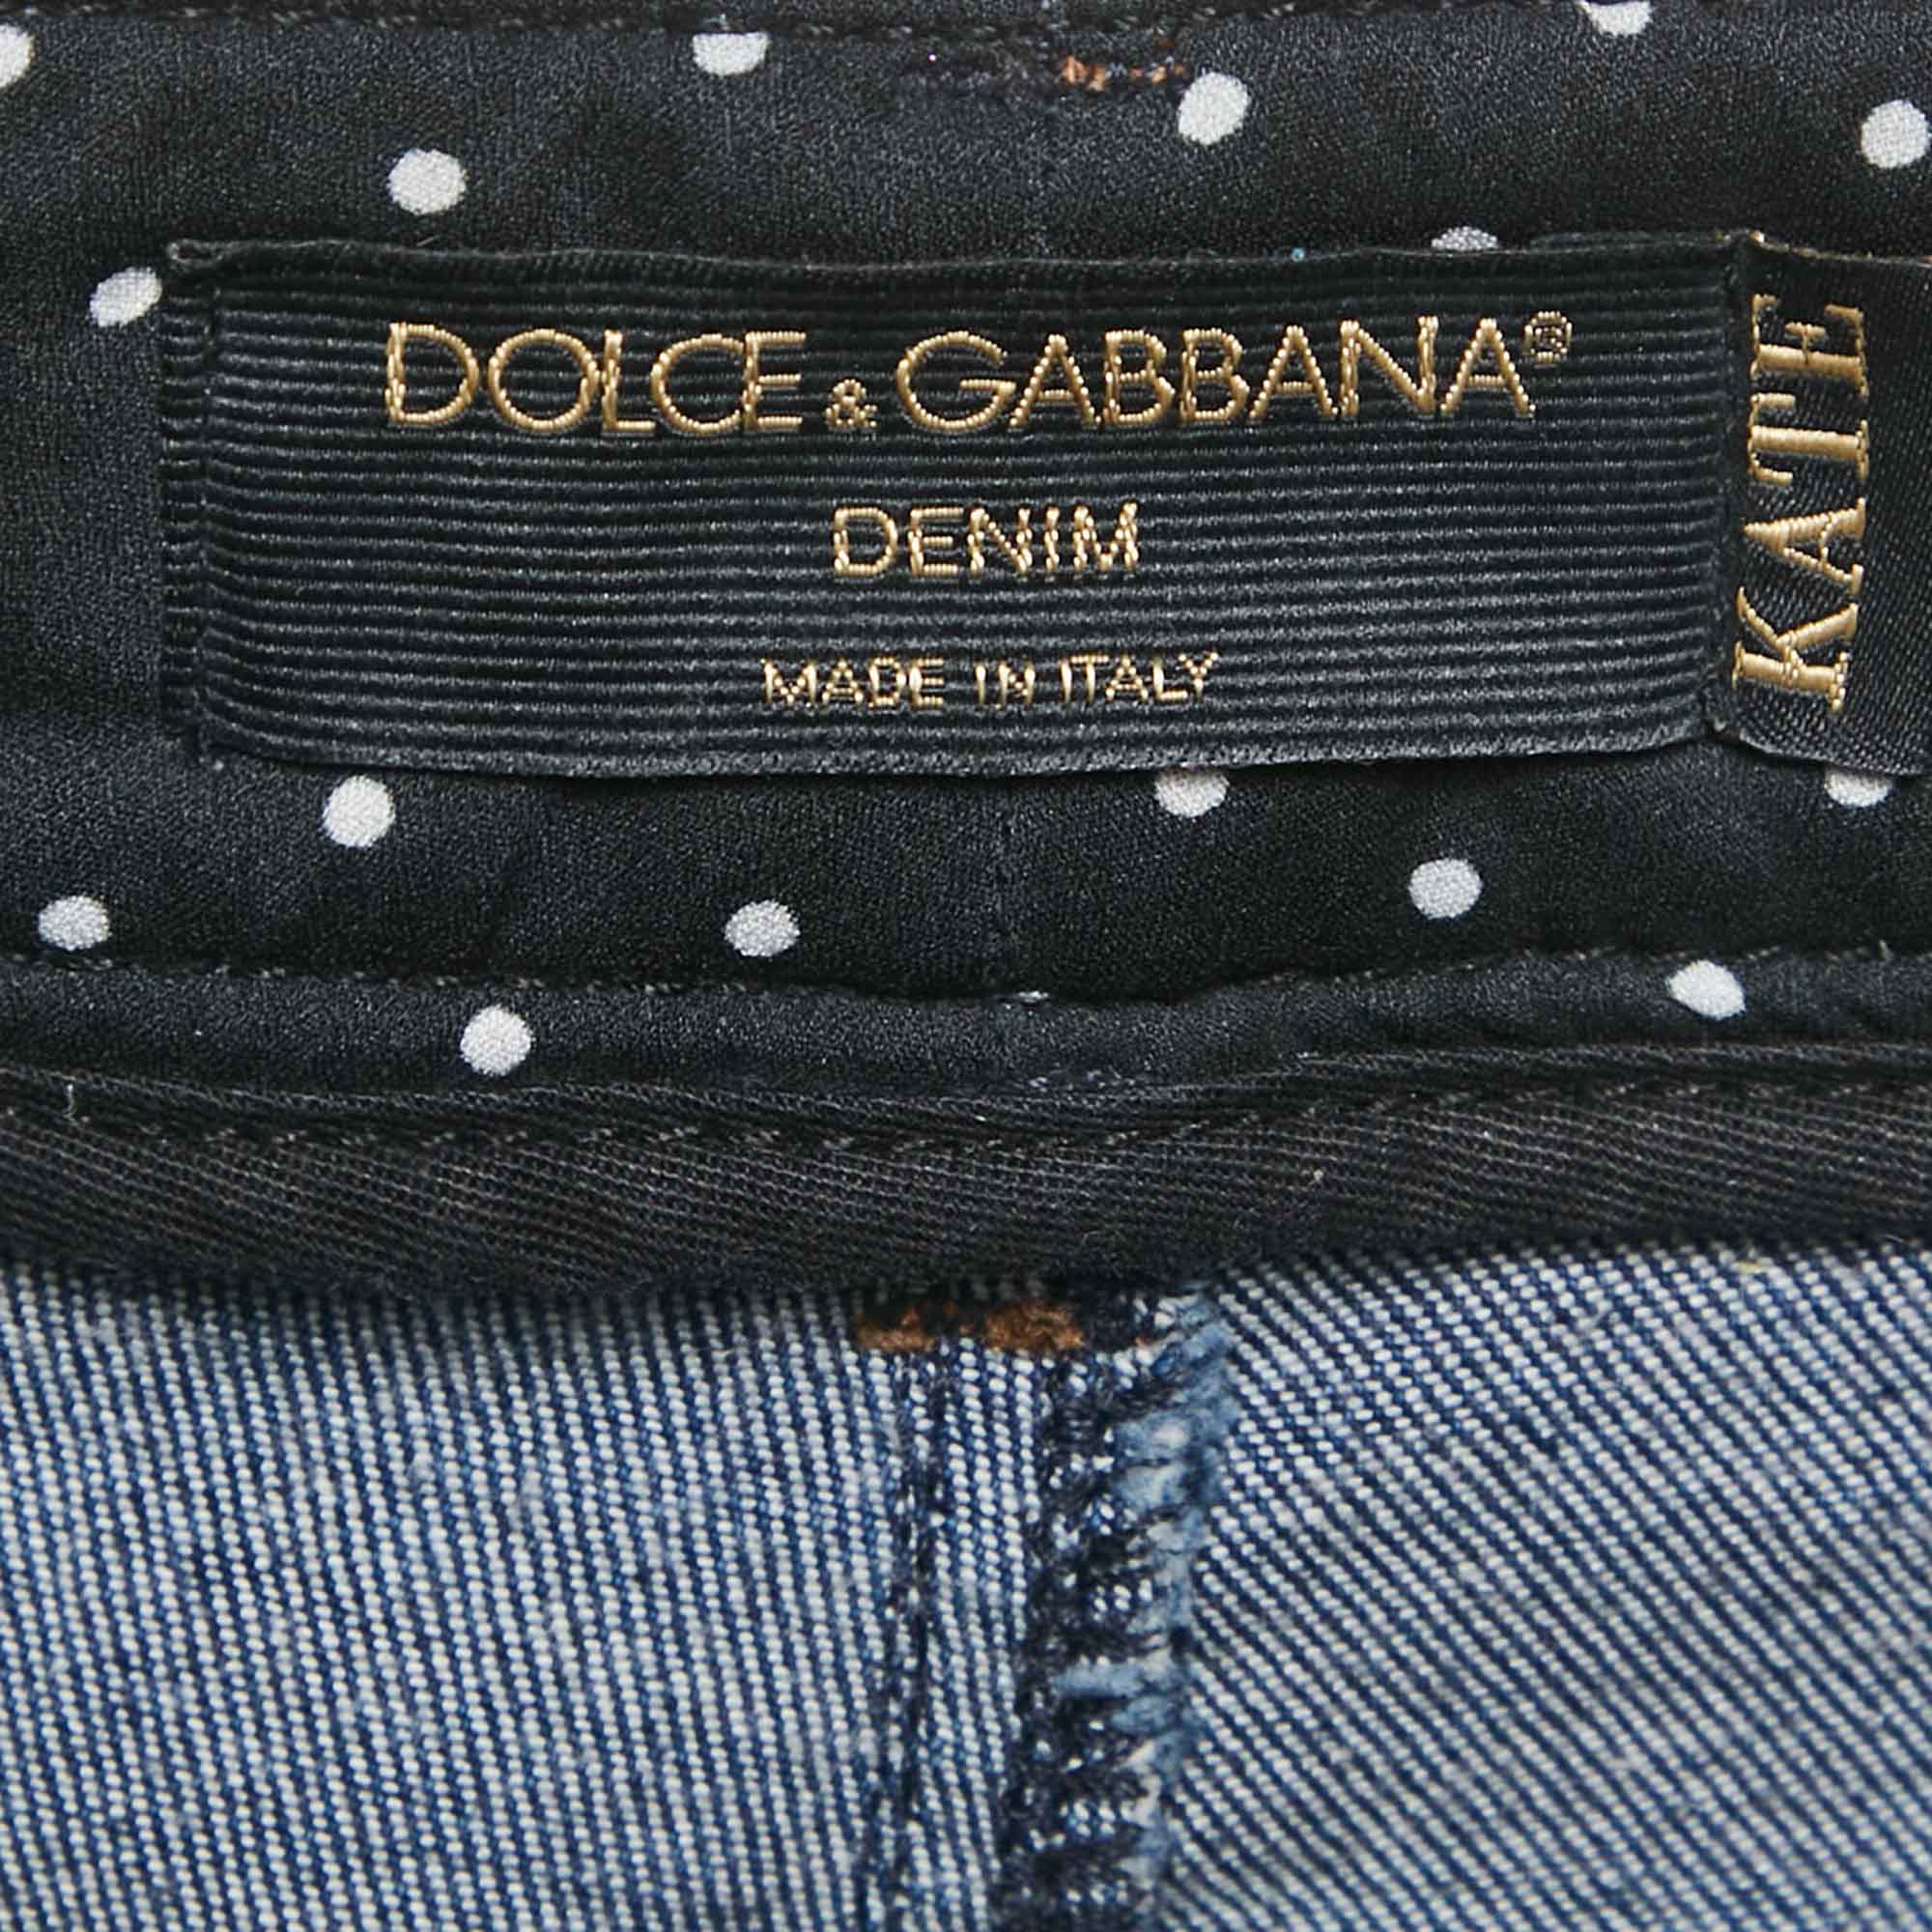 DOLCE & GABBANA®
DENIM
MADE IN ITALY
KATE